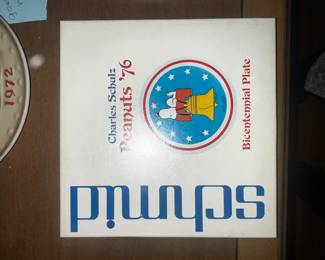 Charles Schulz
Peanuts '76
Bicentennial Plate
schmid
1972